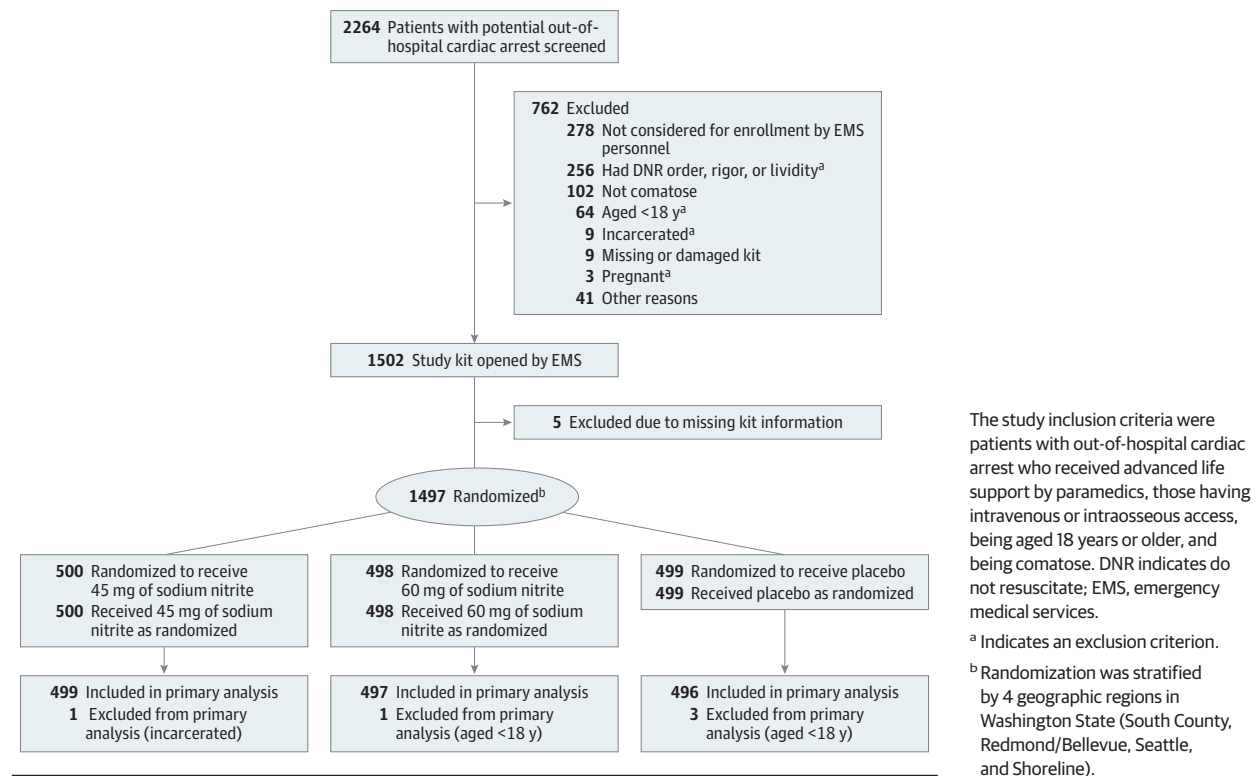 2264 Patients with potential out-of-
hospital cardiac arrest screened
762 Excluded
278 Not considered for enrollment by EMS
personnel
256 Had DNR order, rigor, or lividitya
102 Not comatose
64 Aged <18 ya
9 Incarcerateda
9 Missing or damaged kit
3 Pregnanta
41 Other reasons
1502 Study kit opened by EMS
5 Excluded due to missing kit information
1497 Randomizedb
500 Randomized to receive
45 mg of sodium nitrite
500 Received 45 mg of sodium
nitrite as randomized
498 Randomized to receive
60 mg of sodium nitrite
498 Received 60 mg of sodium
nitrite as randomized
499 Randomized to receive placebo
499 Received placebo as randomized
499 Included in primary analysis
1 Excluded from primary
analysis (incarcerated)
497 Included in primary analysis
1 Excluded from primary
analysis (aged <18 y)
496 Included in primary analysis
3 Excluded from primary
analysis (aged <18 y)
The study inclusion criteria were
patients with out-of-hospital cardiac
arrest who received advanced life
support by paramedics, those having
intravenous or intraosseous access,
being aged 18 years or older, and
being comatose. DNR indicates do
not resuscitate; EMS, emergency
medical services.
a Indicates an exclusion criterion.
b Randomization was stratified
by 4 geographic regions in
Washington State (South County,
Redmond/Bellevue, Seattle,
and Shoreline).